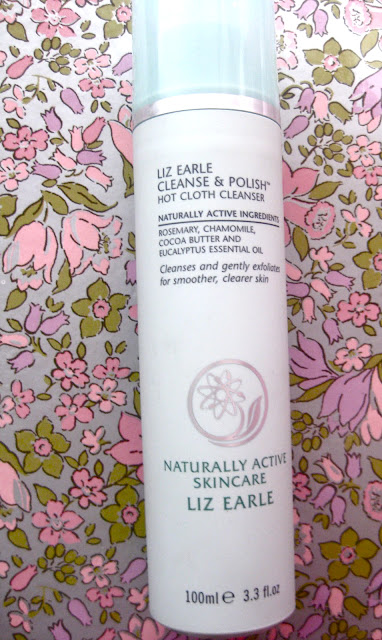 LIZ EARLE
CLEANSE & POLISH™
HOT CLOTH CLEANSER
NATURALLY ACTIVE INGREDIENTS
ROSEMARY, CHAMOMILE,
COCOA BUTTER AND
EUCALYPTUS ESSENTIAL OIL
Cleanses and gently exfoliates
for smoother, clearer skin
NATURALLY ACTIVE
SKINCARE
LIZ EARLE
100ml e 3.3 fl.oz